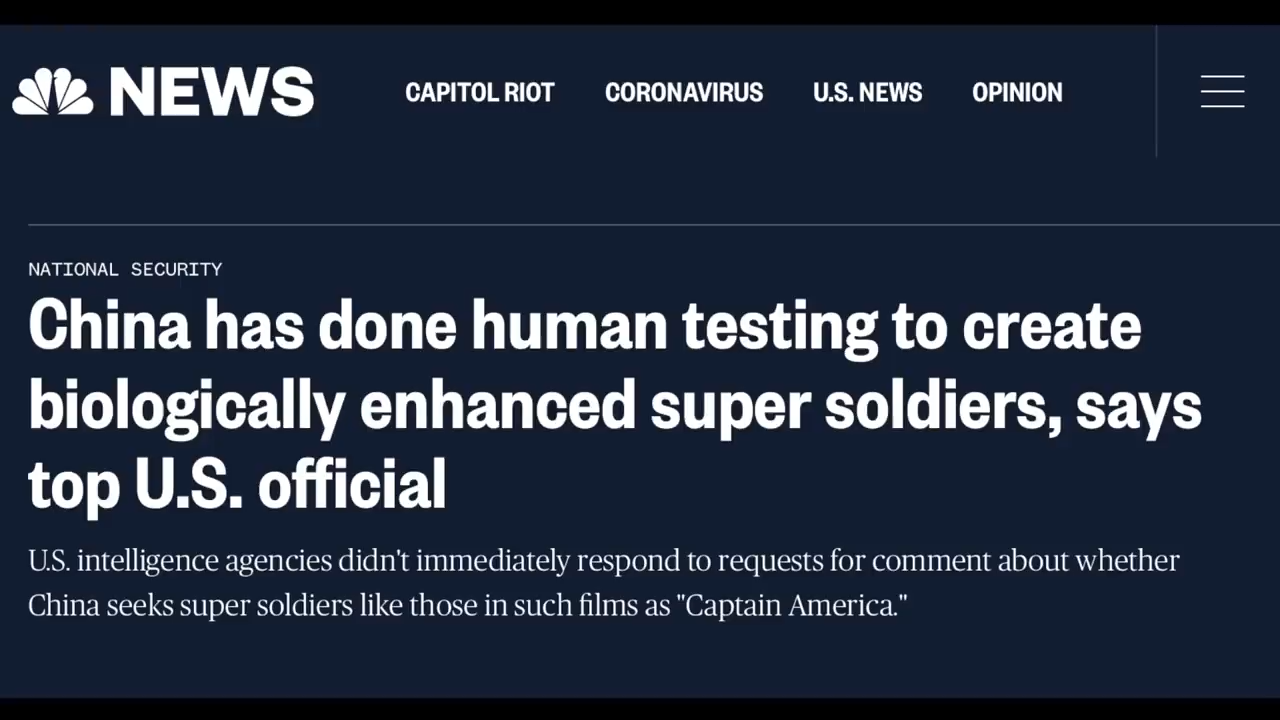 NEWS CAPITOL RIOT CORONAVIRUS U.S. NEWS OPINION
NATIONAL SECURITY
China has done human testing to create
biologically enhanced super soldiers, says
top U.S. official
U.S. intelligence agencies didn't immediately respond to requests for comment about whether
China seeks super soldiers like those in such films as "Captain America."